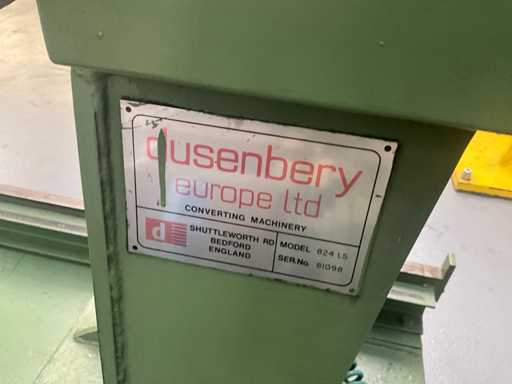 dusenbery
europe ltd
CONVERTING MACHINERY
d
SHUTTLEWORTH RD
BEDFORD
ENGLAND
MODEL 824 LS
SER.No. 81098